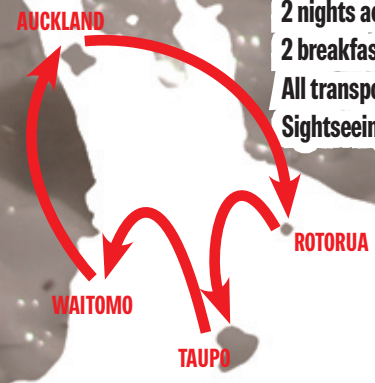 AUCKLAND
2 nights
2
All
ROTORUA
WAITOMO
TAUPO